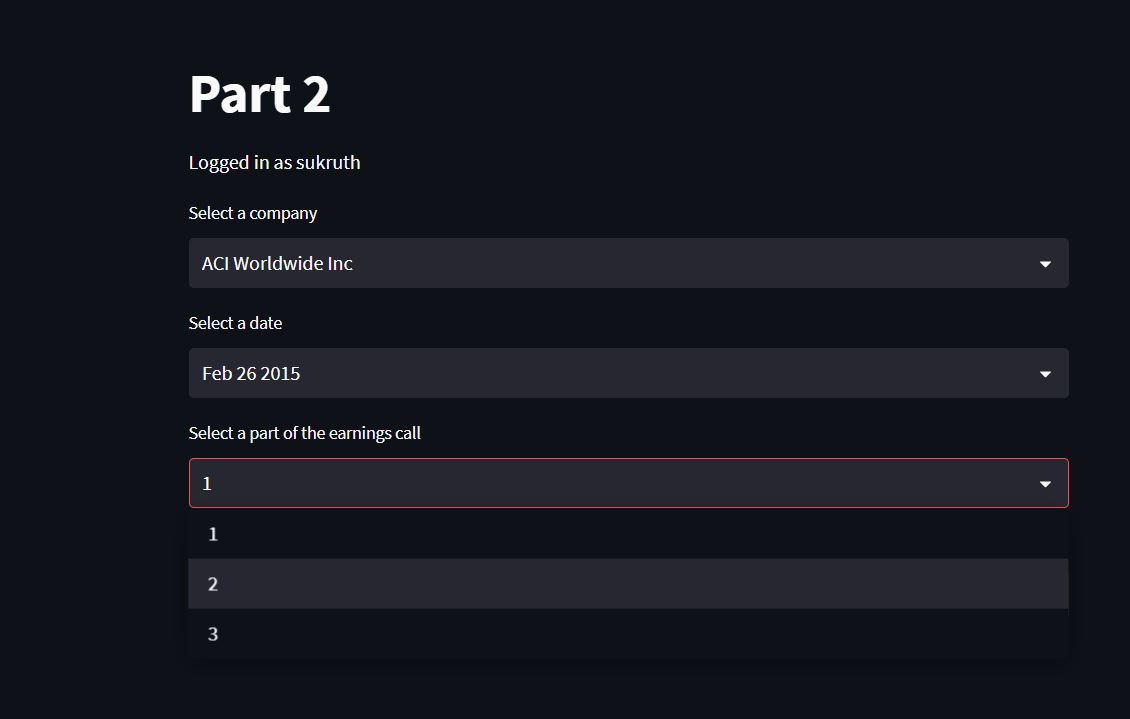 Part 2
Logged in as sukruth
Select a company
ACI Worldwide Inc
Select a date
Feb 26 2015
Select a part of the earnings call
1
1
2
3